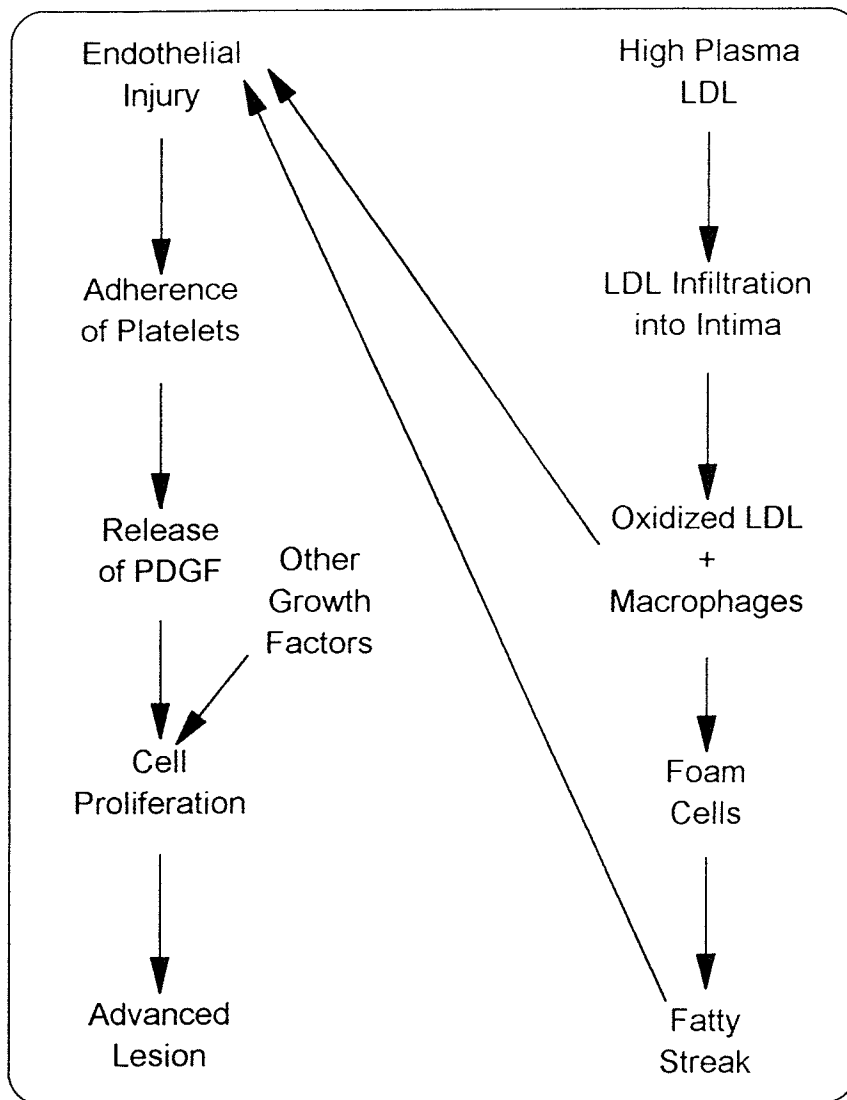 Endothelial
Injury
Adherence
of Platelets
Release
of PDGF
Other
Growth
Factors
Cell
Proliferation
Advanced
Lesion
High Plasma
LDL
LDL Infiltration
into Intima
Oxidized LDL
+
Macrophages
Foam
Cells
Fatty
Streak